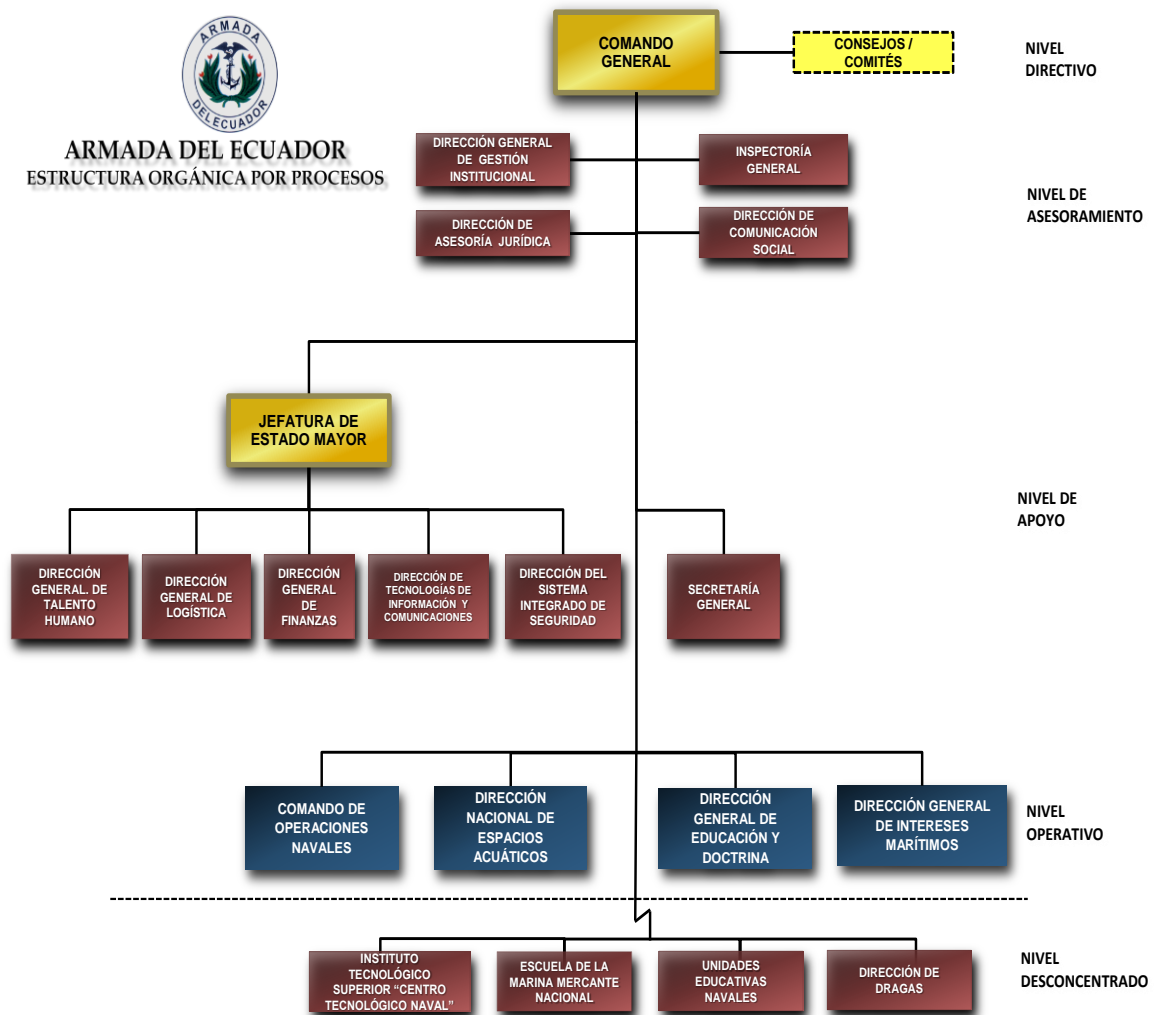 ARMADA
DEL ECUADOR
ARMADA DEL ECUADOR
ESTRUCTURA ORGÁNICA POR PROCESOS
COMANDO
GENERAL
CONSEJOS /
COMITÉS
NIVEL
DIRECTIVO
DIRECCIÓN GENERAL
DE GESTIÓN
INSTITUCIONAL
INSPECTORÍA
GENERAL
DIRECCIÓN DE
ASESORÍA JURÍDICA
DIRECCIÓN DE
COMUNICACIÓN
SOCIAL
NIVEL DE
ASESORAMIENTO
JEFATURA DE
ESTADO MAYOR
DIRECCIÓN
GENERAL. DE
TALENTO
HUMANO
DIRECCIÓN
GENERAL DE
LOGÍSTICA
DIRECCIÓN
GENERAL
DE
FINANZAS
DIRECCIÓN DE
TECNOLOGÍAS DE
INFORMACIÓN Y
COMUNICACIONES
DIRECCIÓN DEL
SISTEMA
INTEGRADO DE
SEGURIDAD
SECRETARÍA
GENERAL
NIVEL DE
APOYO
COMANDO DE
OPERACIONES
NAVALES
DIRECCIÓN
NACIONAL DE
ESPACIOS
ACUÁTICOS
DIRECCIÓN
GENERAL DE
EDUCACIÓN Y
DOCTRINA
DIRECCIÓN GENERAL
DE INTERESES
MARÍTIMOS
NIVEL
OPERATIVO
INSTITUTO
TECNOLÓGICO
SUPERIOR “CENTRO
TECNOLÓGICO NAVAL”
ESCUELA DE LA
MARINA MERCANTE
NACIONAL
UNIDADES
EDUCATIVAS
NAVALES
DIRECCIÓN DE
DRAGAS
NIVEL
DESCONCENTRADO